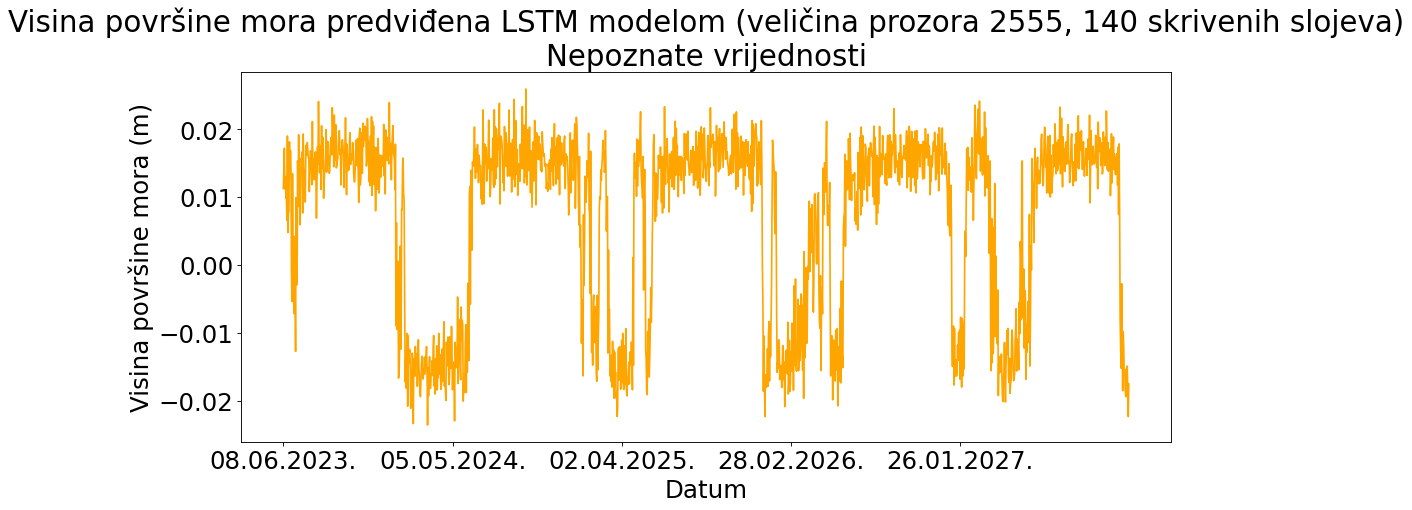 Visina površine mora predviđena LSTM modelom (veličina prozora 2555, 140 skrivenih slojeva)
Nepoznate vrijednosti
Visina površine mora (m)
0.02
0.01
0.00
−0.01
−0.02
08.06.2023. 05.05.2024. 02.04.2025. 28.02.2026. 26.01.2027.
Datum